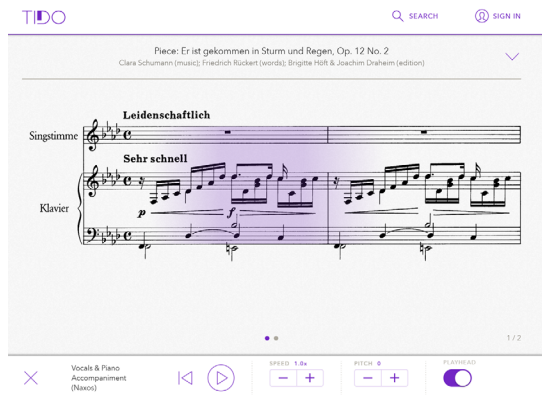 TIDO
SEARCH
SIGN IN
Piece: Er ist gekommen in Sturm und Regen, Op. 12 No. 2
Clara Schumann (music); Friedrich Rückert (words); Brigitte Höft & Joachim Draheim (edition)
Leidenschaftlich
Singstimme
Sehr schnell
Klavier
p
f
1 / 2
Vocals & Piano
Accompaniment
(Naxos)
SPEED 1.0x
PITCH 0
PLAYHEAD